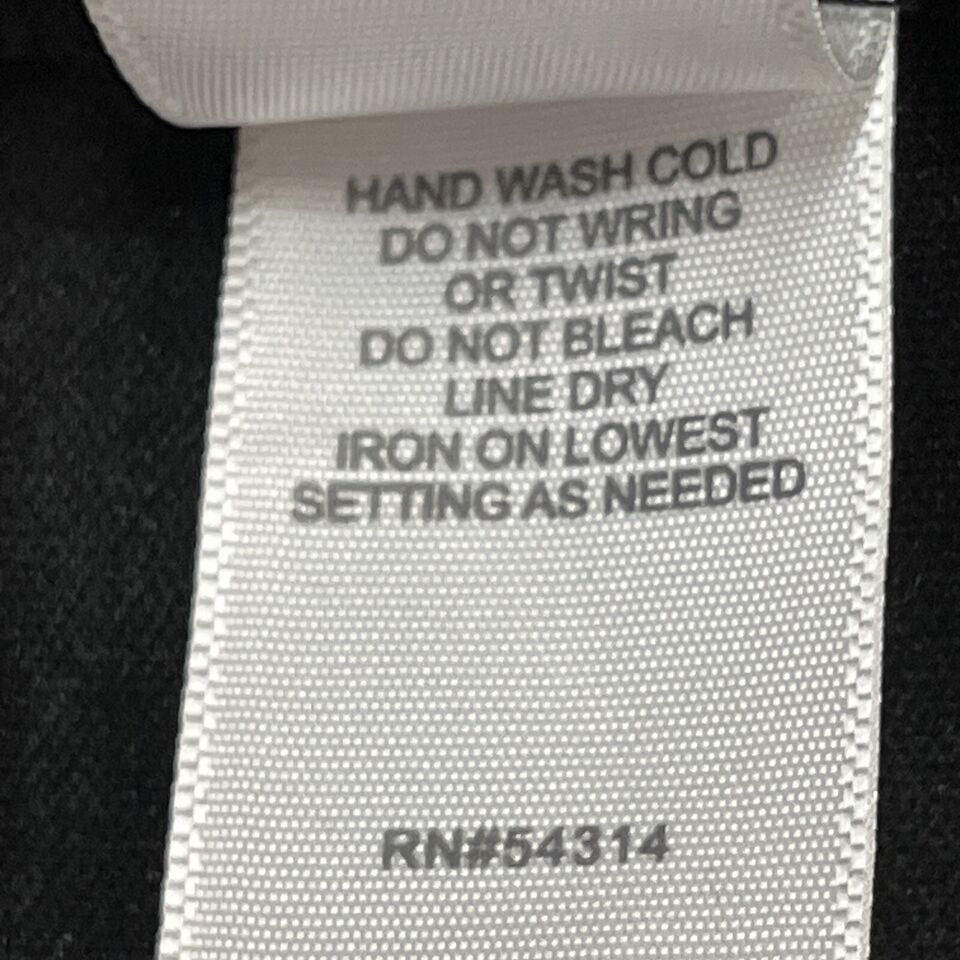 HAND WASH COLD
DO NOT WRING
OR TWIST
DO NOT BLEACH
LINE DRY
IRON ON LOWEST
SETTING AS NEEDED
RN#54314